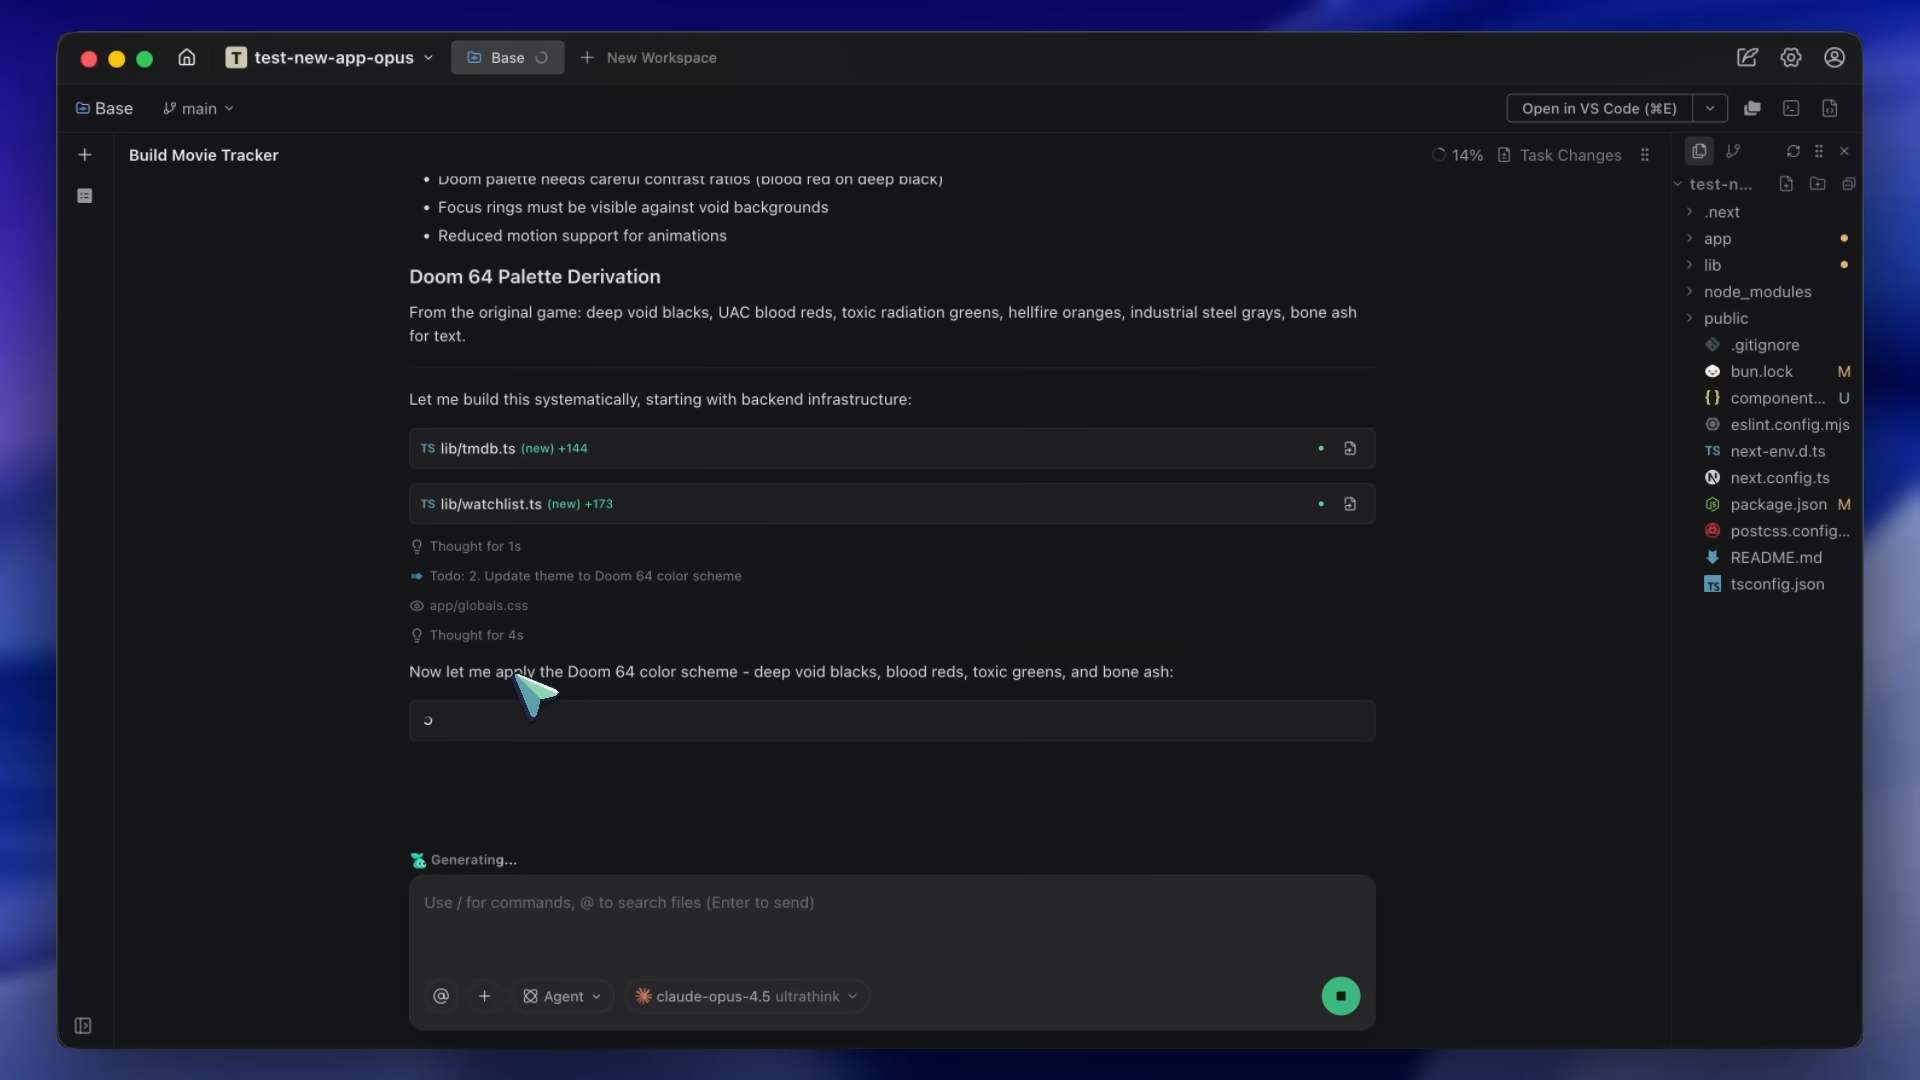 T test-new-app-opus
Base
New Workspace
Base
main
Open in VS Code (⌘E)
Build Movie Tracker
14%
Task Changes
• Doom palette needs careful contrast ratios (blood red on deep black)
• Focus rings must be visible against void backgrounds
• Reduced motion support for animations
Doom 64 Palette Derivation
From the original game: deep void blacks, UAC blood reds, toxic radiation greens, hellfire oranges, industrial steel grays, bone ash
for text.
Let me build this systematically, starting with backend infrastructure:
TS lib/tmdb.ts (new) +144
TS lib/watchlist.ts (new) +173
Thought for 1s
Todo: 2. Update theme to Doom 64 color scheme
app/globals.css
Thought for 4s
Now let me apply the Doom 64 color scheme - deep void blacks, blood reds, toxic greens, and bone ash:
Generating...
Use / for commands, @ to search files (Enter to send)
@ + Agent
claude-opus-4.5 ultrathink
test-n...
.next
app
lib
node_modules
public
.gitignore
bun.lock M
{} component... U
eslint.config.mjs
TS next-env.d.ts
N next.config.ts
package.json M
postcss.config...
README.md
TS tsconfig.json